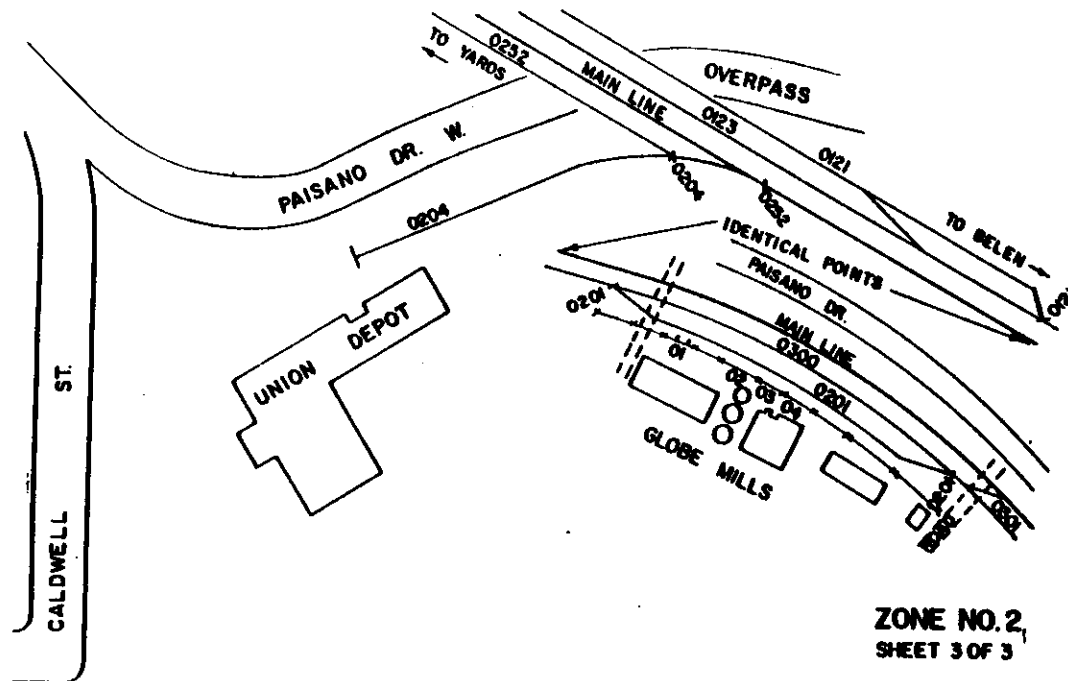 0252
TO YARDS
MAIN LINE
OVERPASS
0123
0121
PAISANO DR. W.
0204
0204
0252
TO BELEN
IDENTICAL POINTS
PAISANO DR.
UNION DEPOT
0201
MAIN LINE
0300
01
02
03
04
0201
GLOBE MILLS
0201
0301
CALDWELL ST.
ZONE NO. 2,
SHEET 3 OF 3